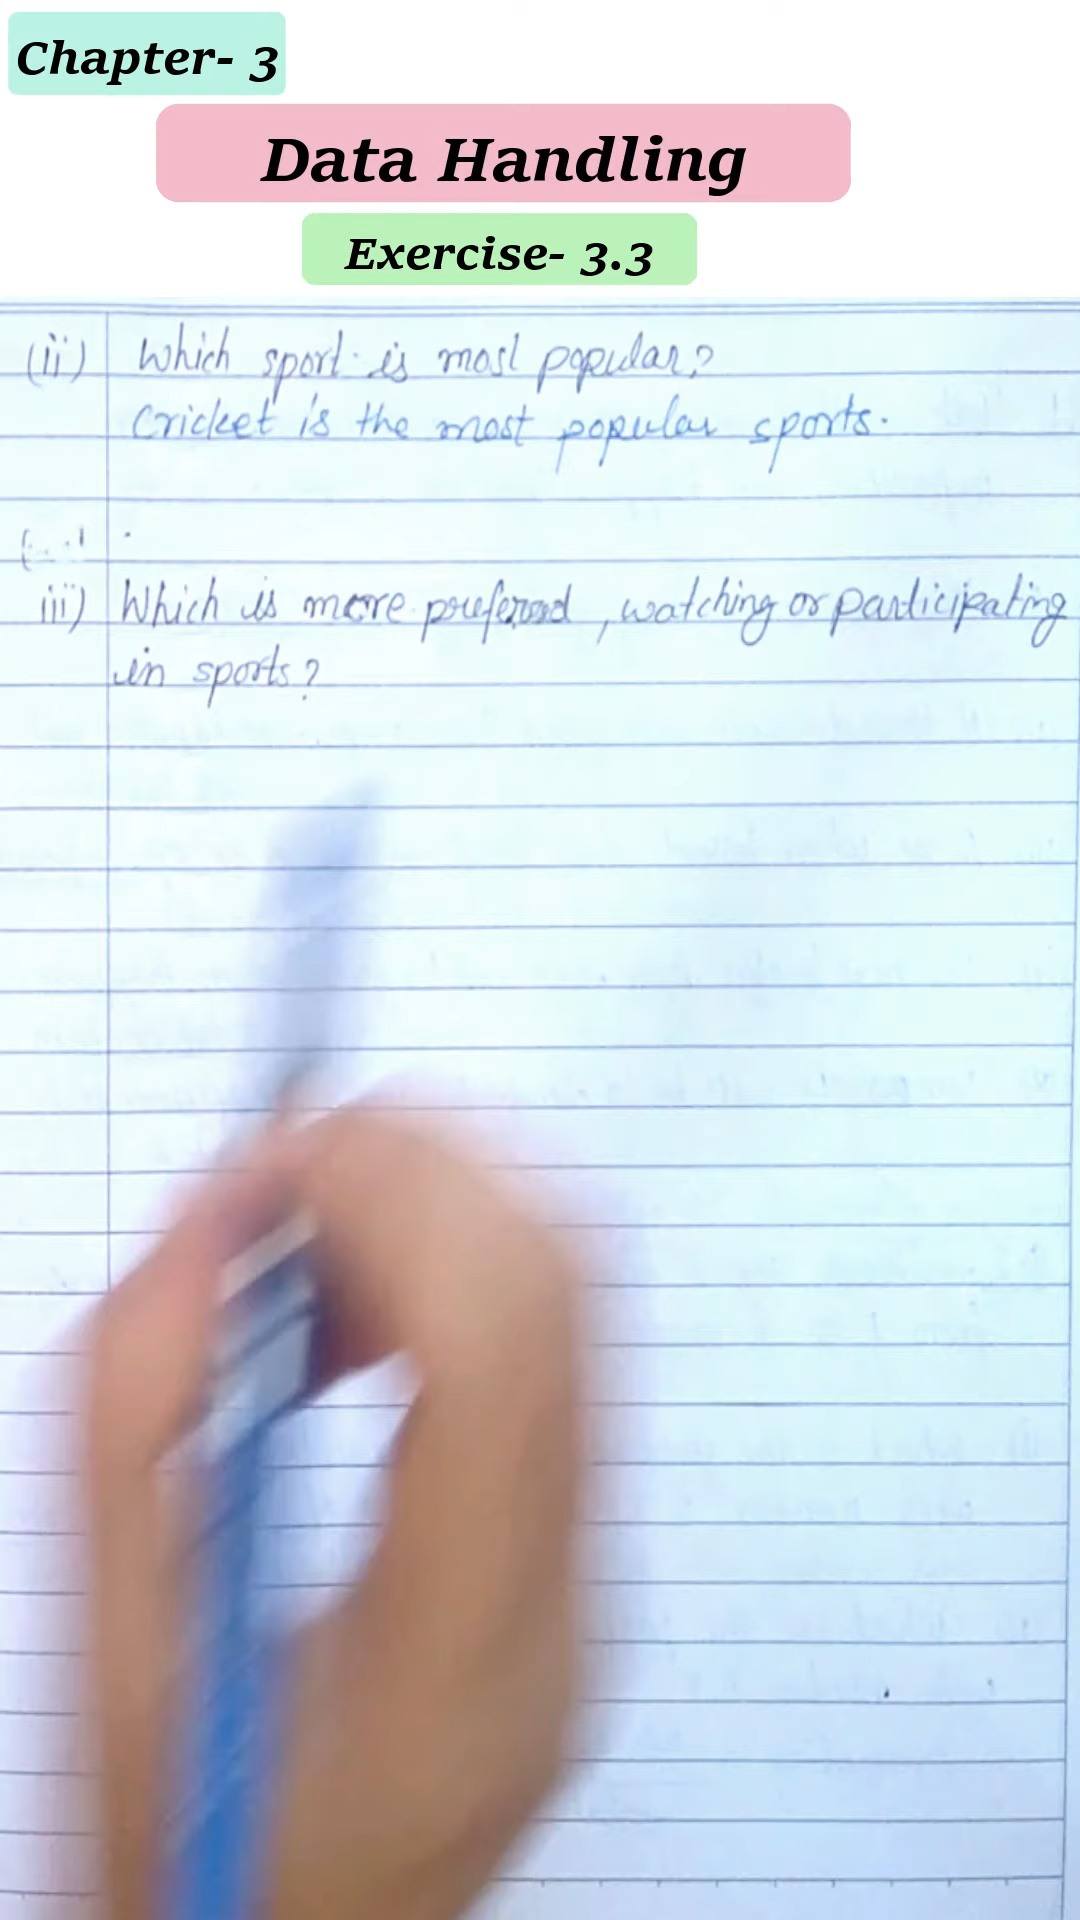 Chapter- 3
Data Handling
Exercise- 3.3
(ii) Which sport is most popular?
Cricket is the most popular sports.
iii) Which is more preferred, watching or participating
in sports?